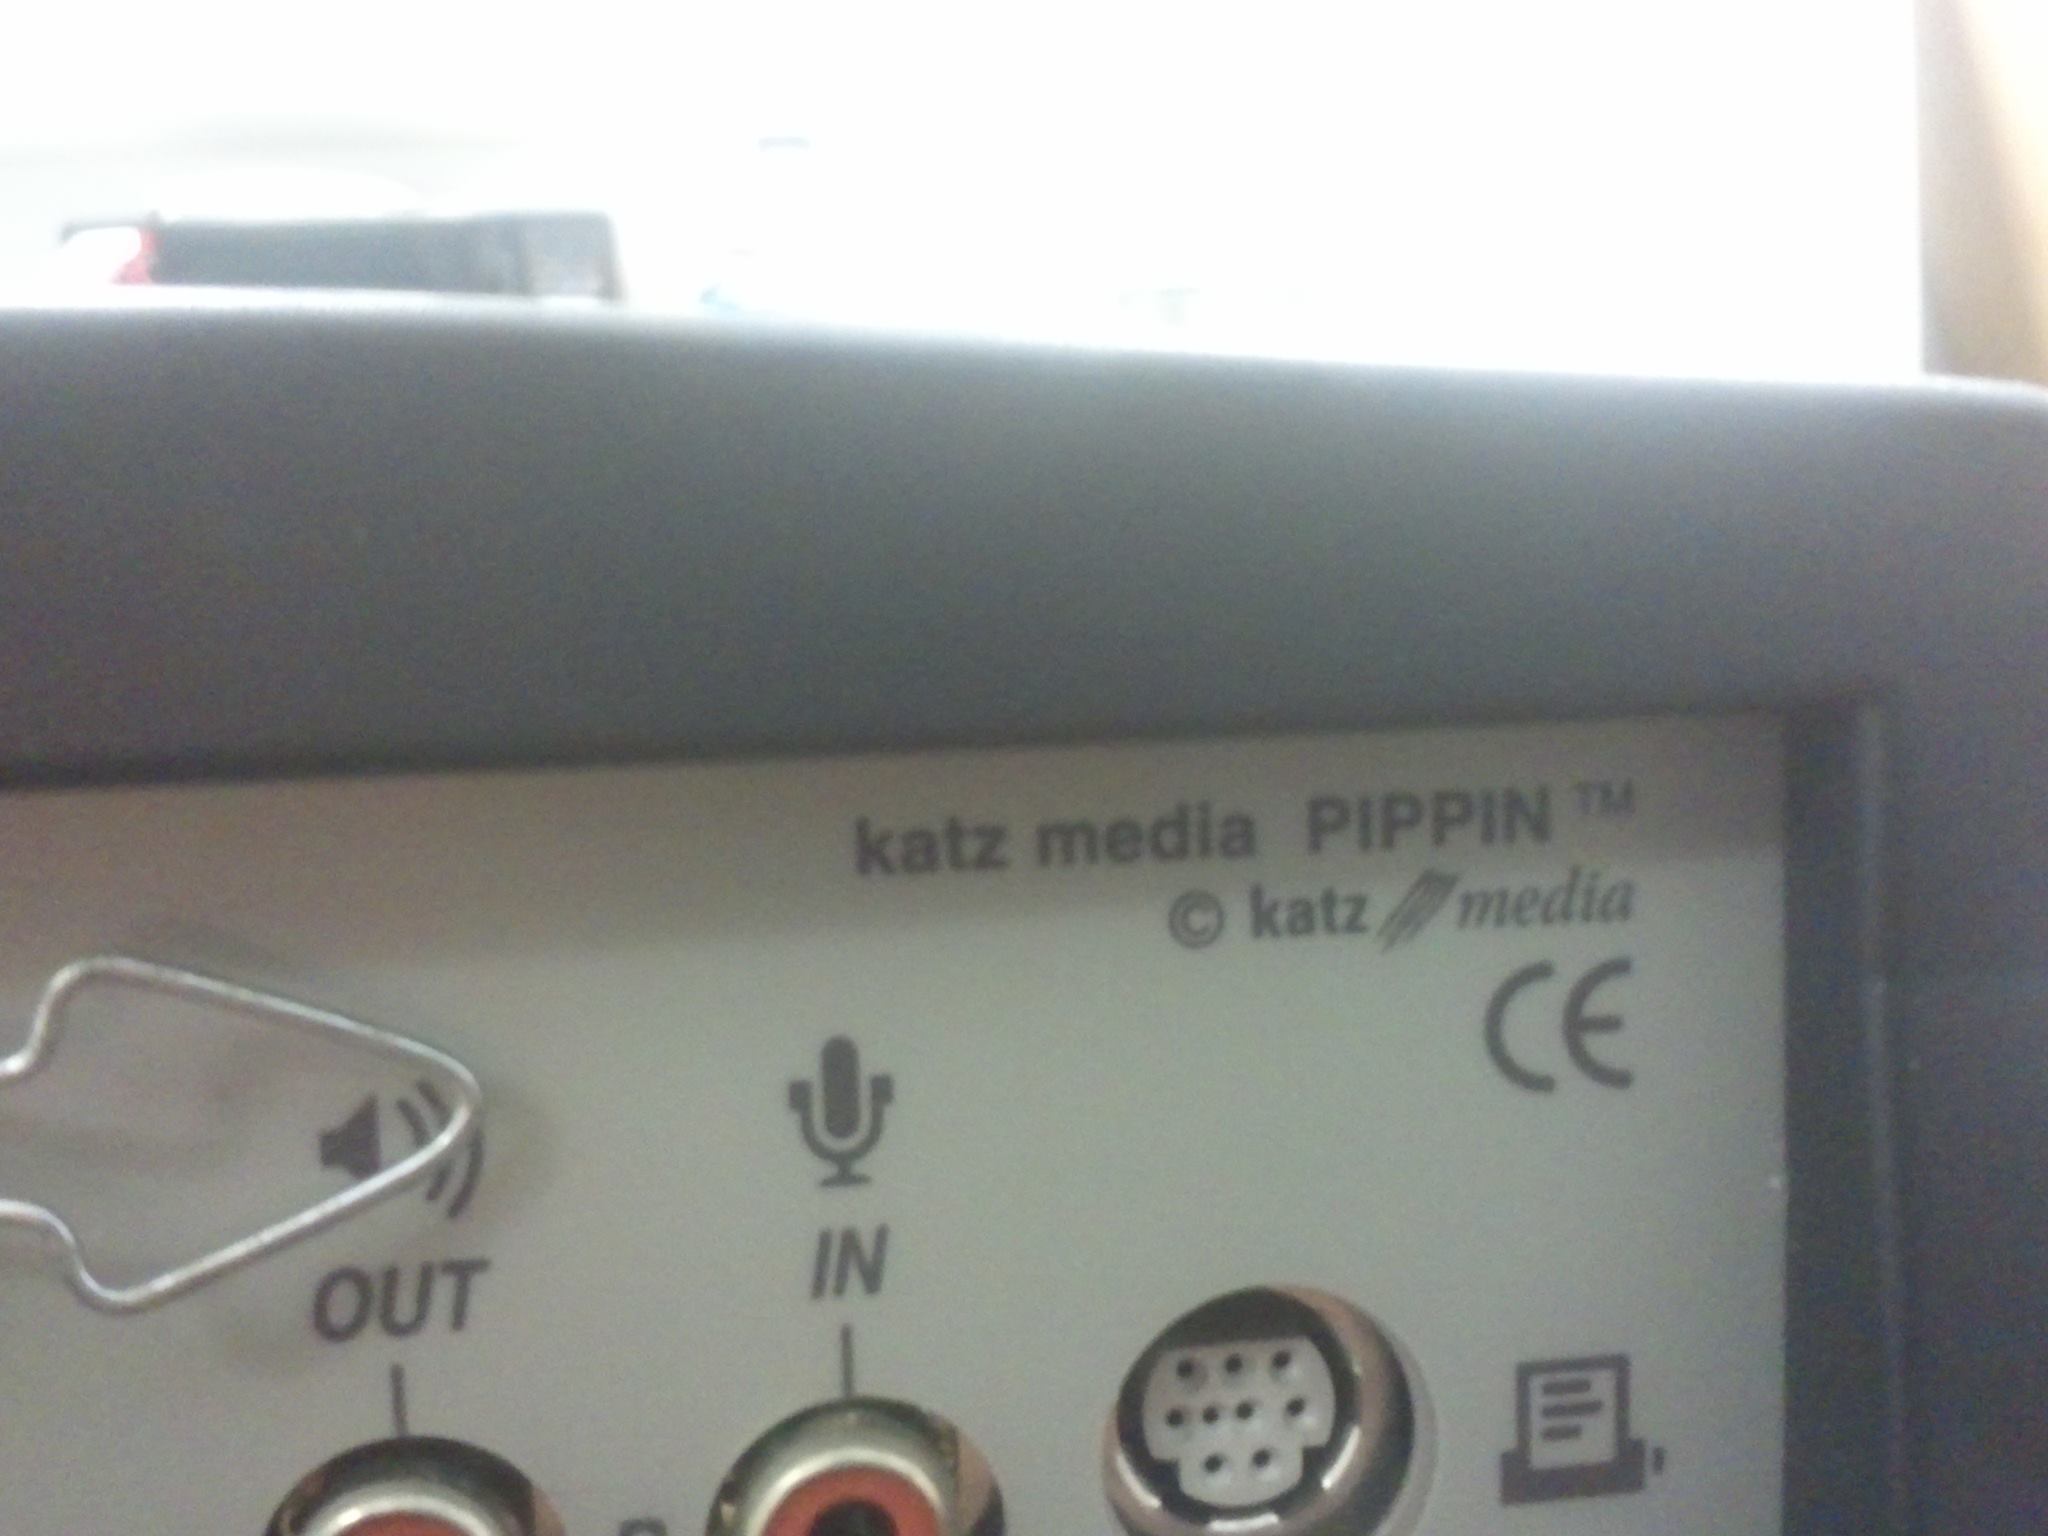 katz media PIPPIN ™
© katz media
CE
OUT
IN